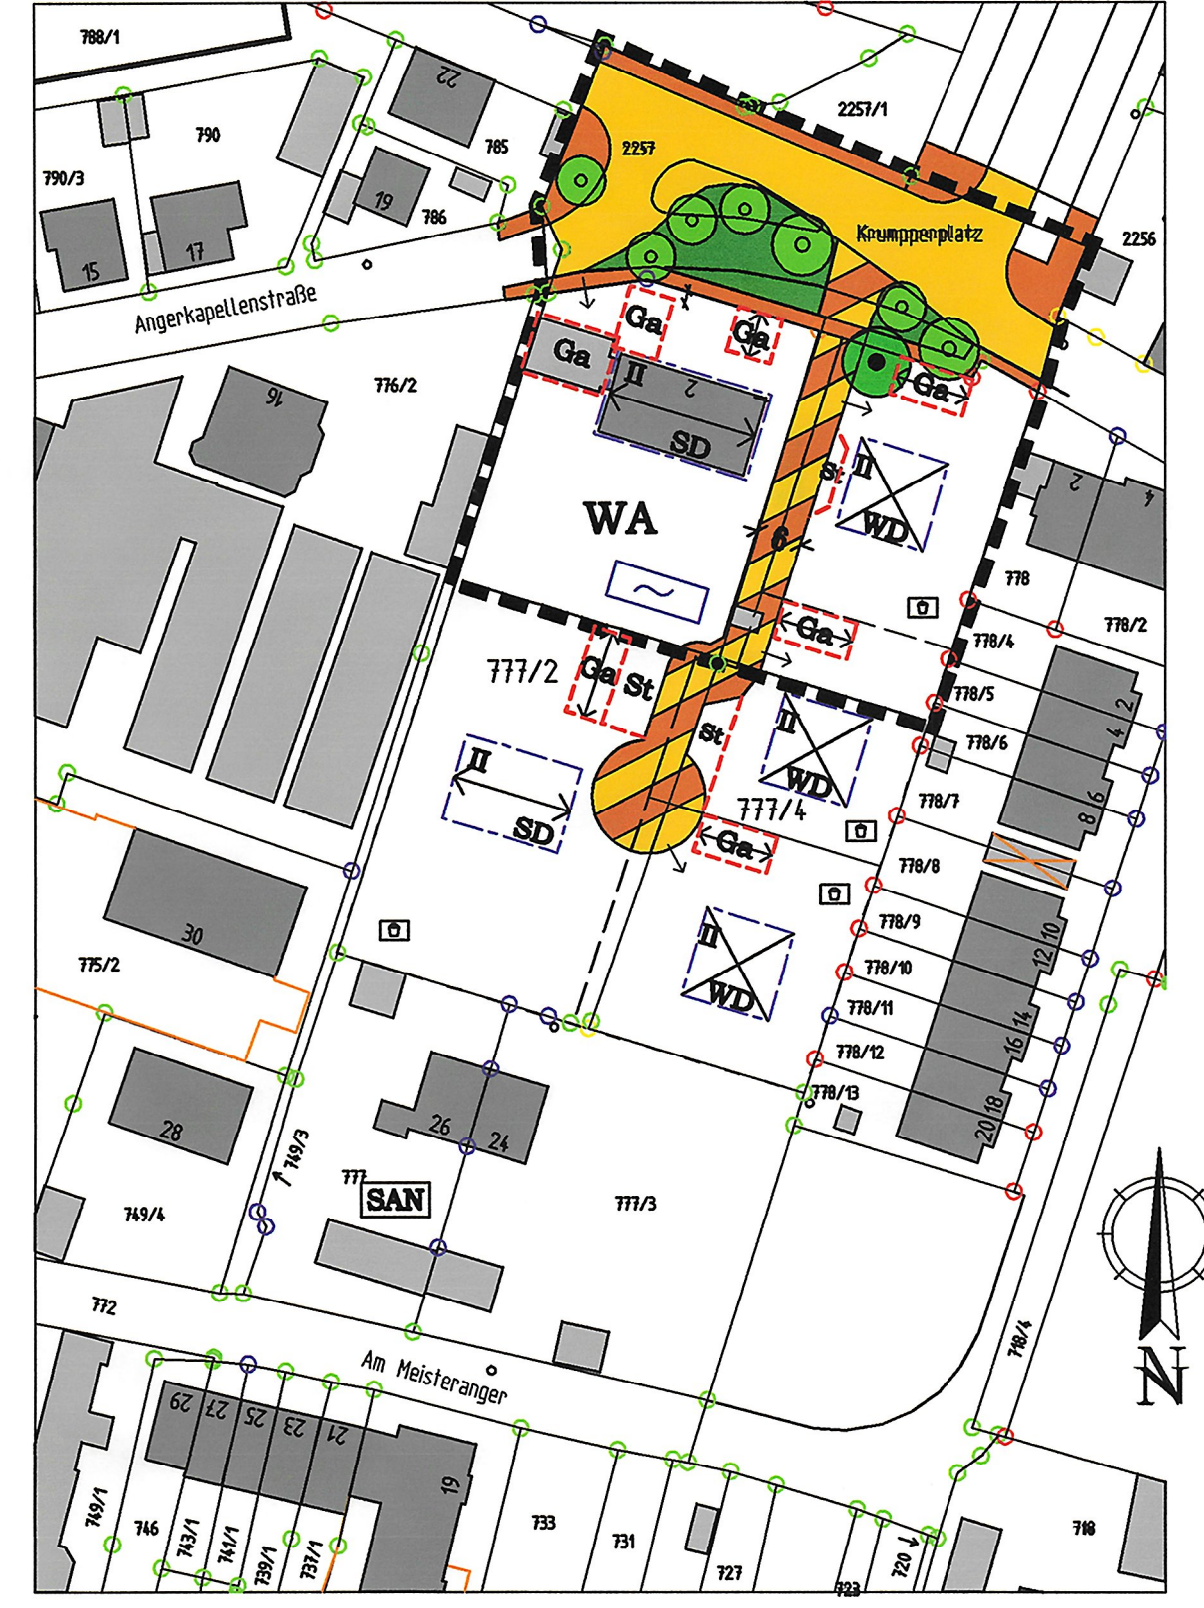 788/1
22
2257/1
790
785
2257
790/3
19
786
Krumpperplatz
2256
15
17
Angerkapellenstraße
Ga
Ga
Ga
Ga
776/2
16
II
2
SD
St
II
WD
2
4
WA
6
778
778/2
Ga
778/4
777/2
Ga
St
778/5
II
St
2
4
6
8
778/6
II
SD
WD
778/7
777/4
Ga
778/8
30
778/9
10
12
775/2
II
WD
778/10
778/11
14
16
778/12
778/13
28
26
24
18
20
749/3
777
SAN
777/3
749/4
772
718/4
N
Am Meisteranger
29
27
25
23
21
19
749/1
746
743/1
741/1
739/1
737/1
733
731
727
723
720
718